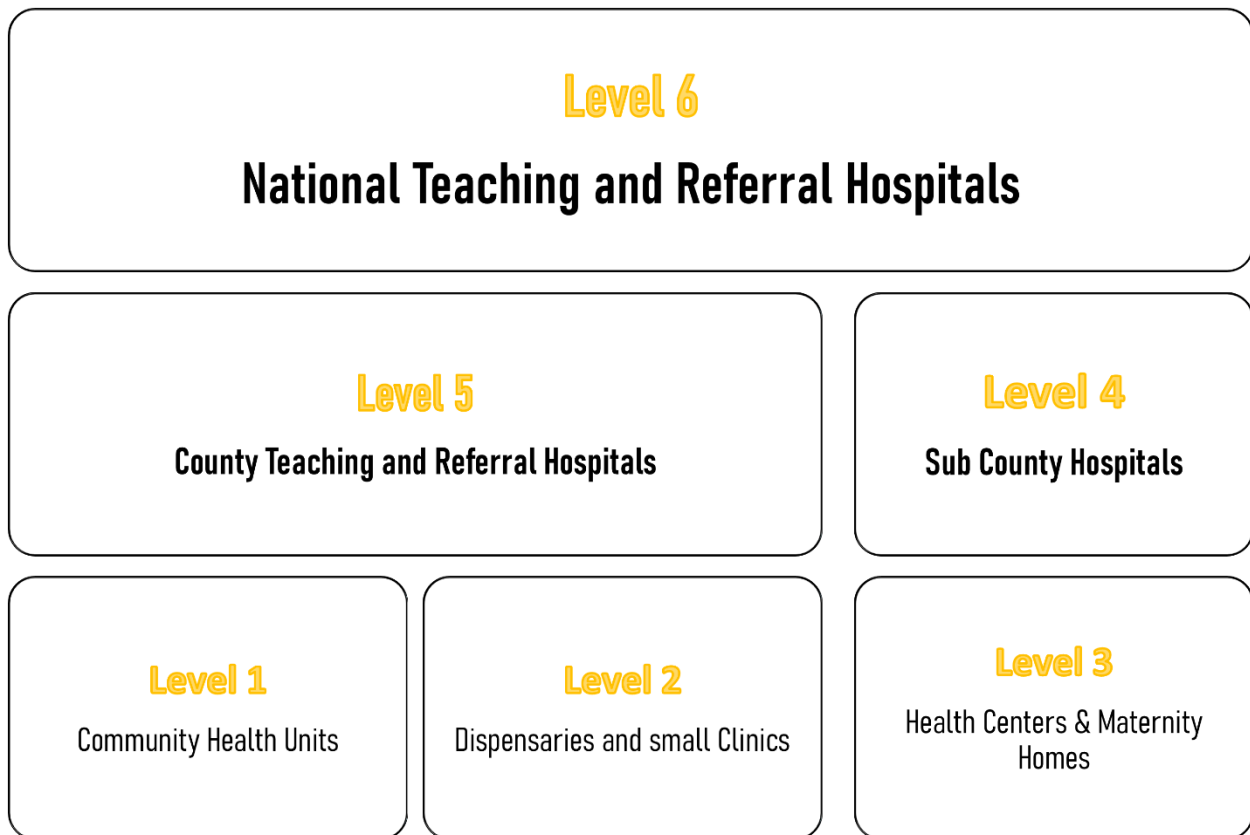 Level 6
National Teaching and Referral Hospitals
Level 5
County Teaching and Referral Hospitals
Level 4
Sub County Hospitals
Level 1
Community Health Units
Level 2
Dispensaries and small Clinics
Level 3
Health Centers & Maternity
Homes